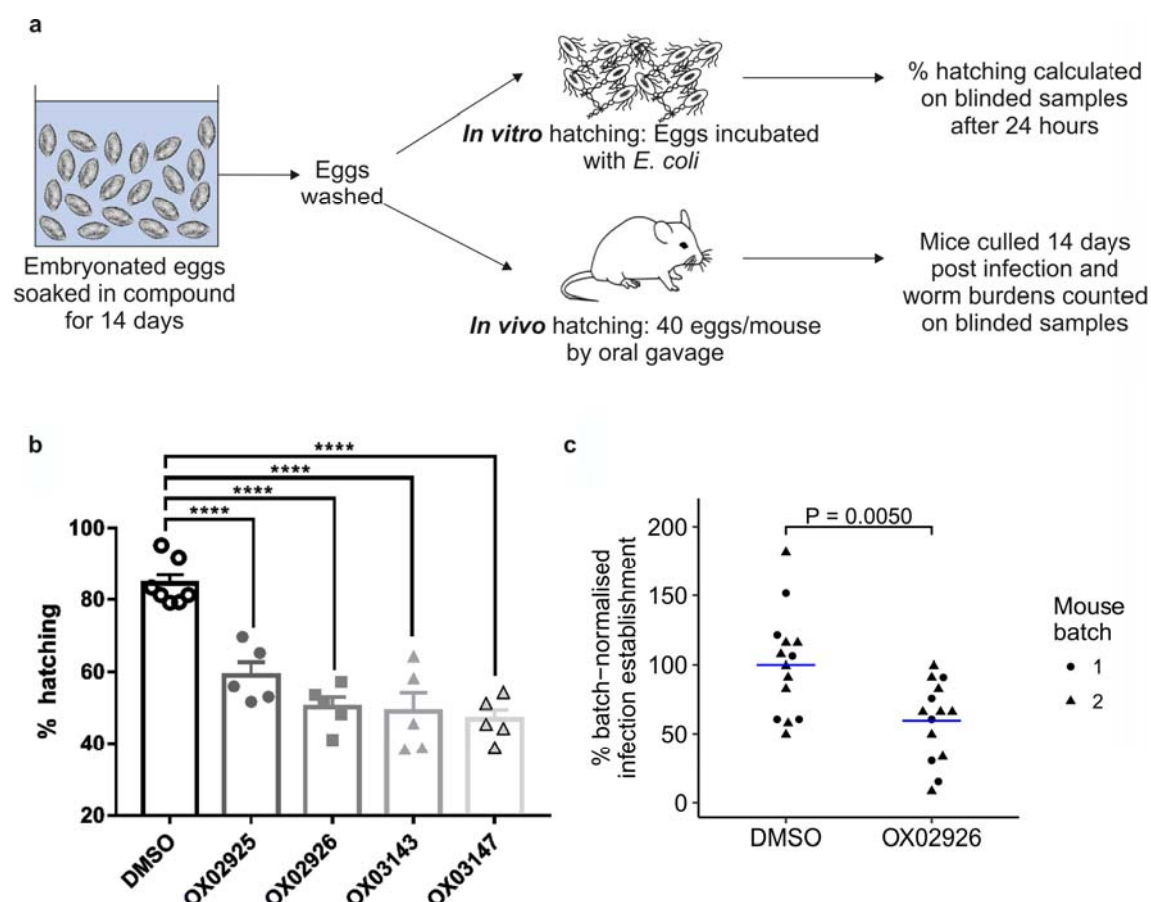 a
Embryonated eggs
soaked in compound
for 14 days
Eggs
washed
In vitro hatching: Eggs incubated
with E. coli
% hatching calculated
on blinded samples
after 24 hours
In vivo hatching: 40 eggs/mouse
by oral gavage
Mice culled 14 days
post infection and
worm burdens counted
on blinded samples
b
****
****
****
****
% hatching
100
80
60
40
20
DMSO
OX02925
OX02926
OX03143
OX03147
c
P = 0.0050
% batch−normalised
infection establishment
200
150
100
50
0
DMSO
OX02926
Mouse
batch
1
2